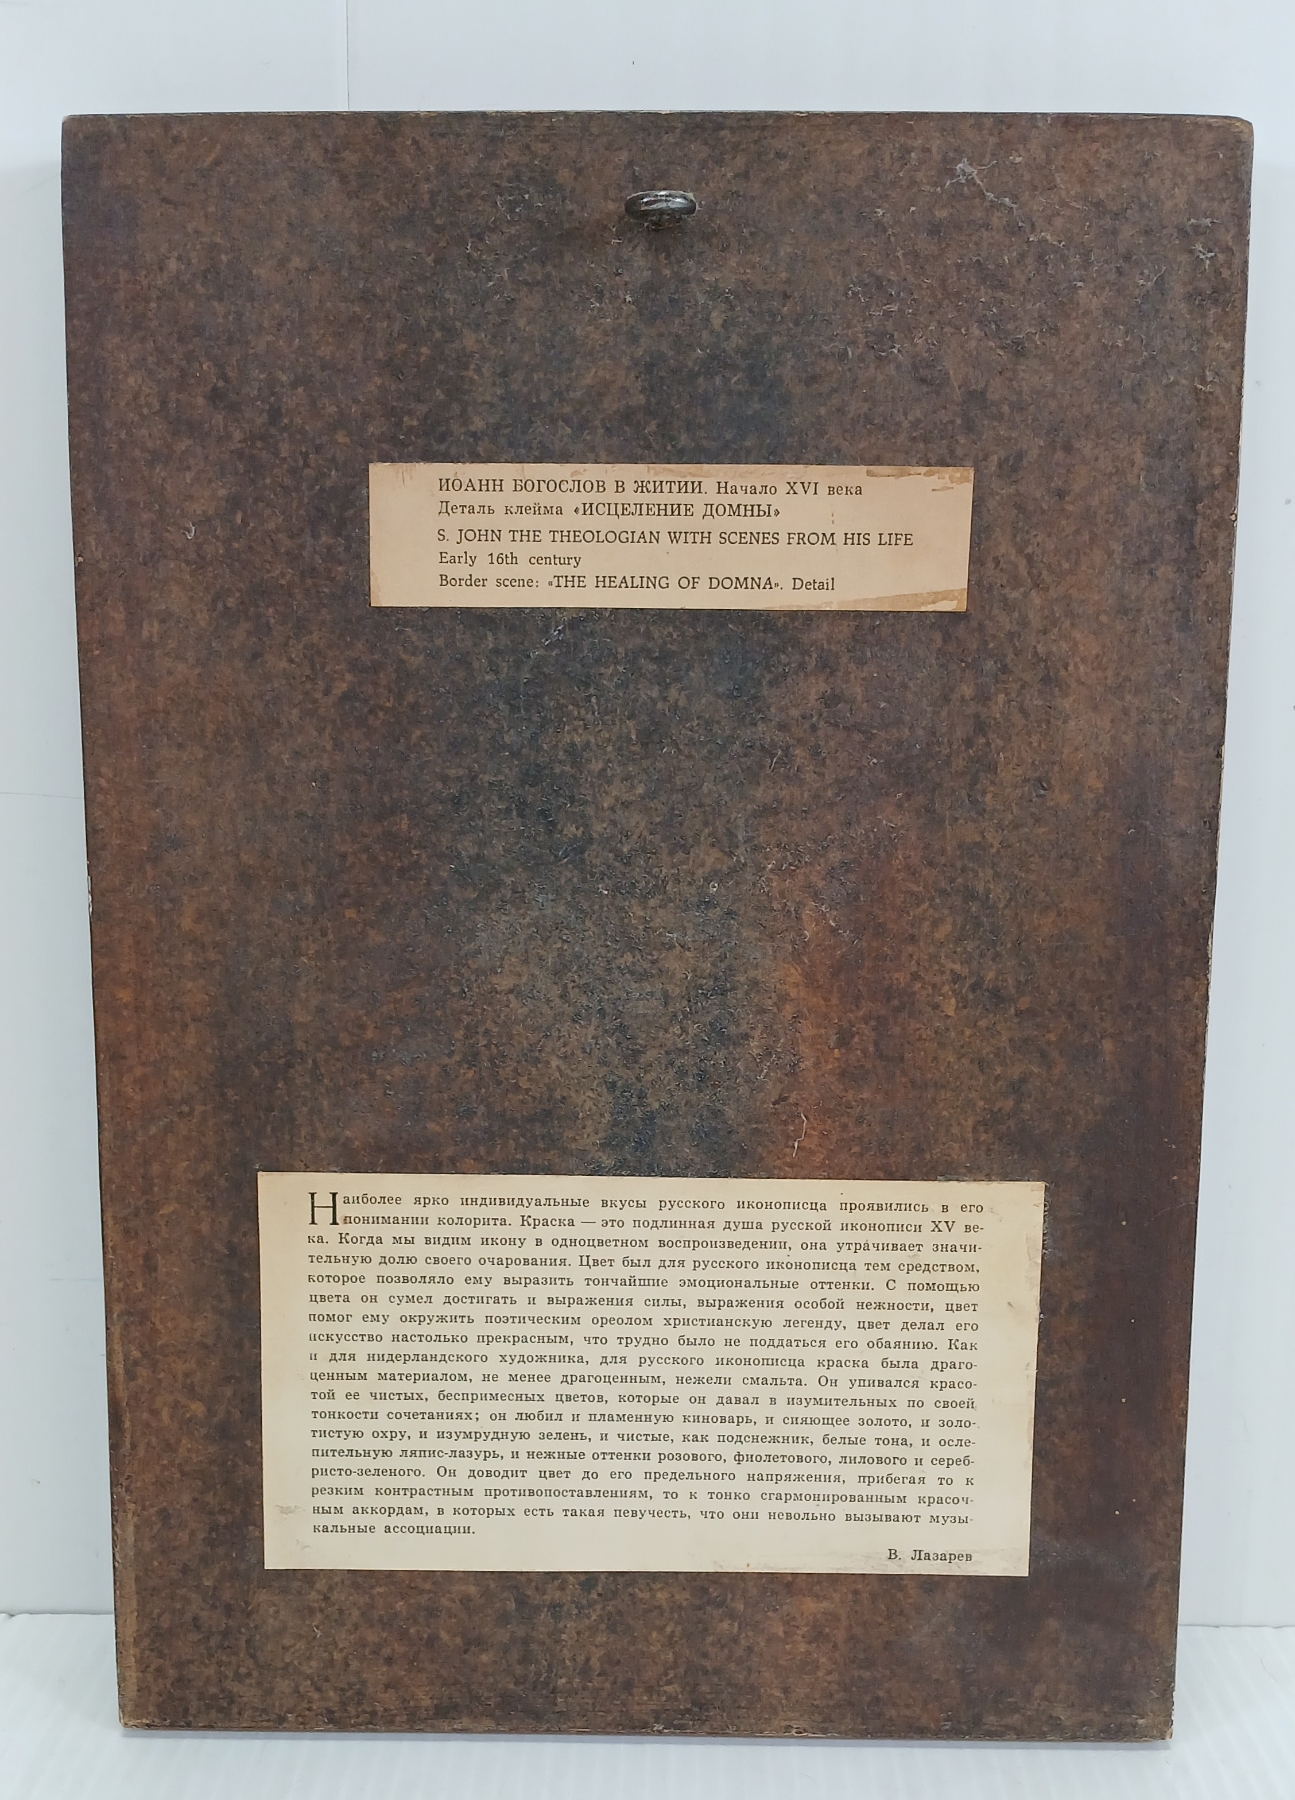 ИОАНН БОГОСЛОВ В ЖИТИИ. Начало XVI века
Деталь клейма «ИСЦЕЛЕНИЕ ДОМНЫ»
S. JOHN THE THEOLOGIAN WITH SCENES FROM HIS LIFE
Early 16th century
Border scene: «THE HEALING OF DOMNA». Detail
Наиболее ярко индивидуальные вкусы русского иконописца проявились в его
понимании колорита. Краска — это подлинная душа русской иконописи XV ве-
ка. Когда мы видим икону в одноцветном воспроизведении, она утрачивает значи-
тельную долю своего очарования. Цвет был для русского иконописца тем средством,
которое позволяло ему выразить тончайшие эмоциональные оттенки. С помощью
цвета он сумел достигать и выражения силы, выражения особой нежности, цвет
помог ему окружить поэтическим ореолом христианскую легенду, цвет делал его
искусство настолько прекрасным, что трудно было не поддаться его обаянию. Как
и для нидерландского художника, для русского иконописца краска была драго-
ценным материалом, не менее драгоценным, нежели смальта. Он упивался красо-
той ее чистых, беспримесных цветов, которые он давал в изумительных по своей
тонкости сочетаниях; он любил и пламенную киноварь, и сияющее золото, и золо-
тистую охру, и изумрудную зелень, и чистые, как подснежник, белые тона, и осле-
пительную ляпис-лазурь, и нежные оттенки розового, фиолетового, лилового и сереб-
ристо-зеленого. Он доводит цвет до его предельного напряжения, прибегая то к
резким контрастным противопоставлениям, то к тонко сгармонированным красоч-
ным аккордам, в которых есть такая певучесть, что они невольно вызывают музы-
кальные ассоциации.
В. Лазарев